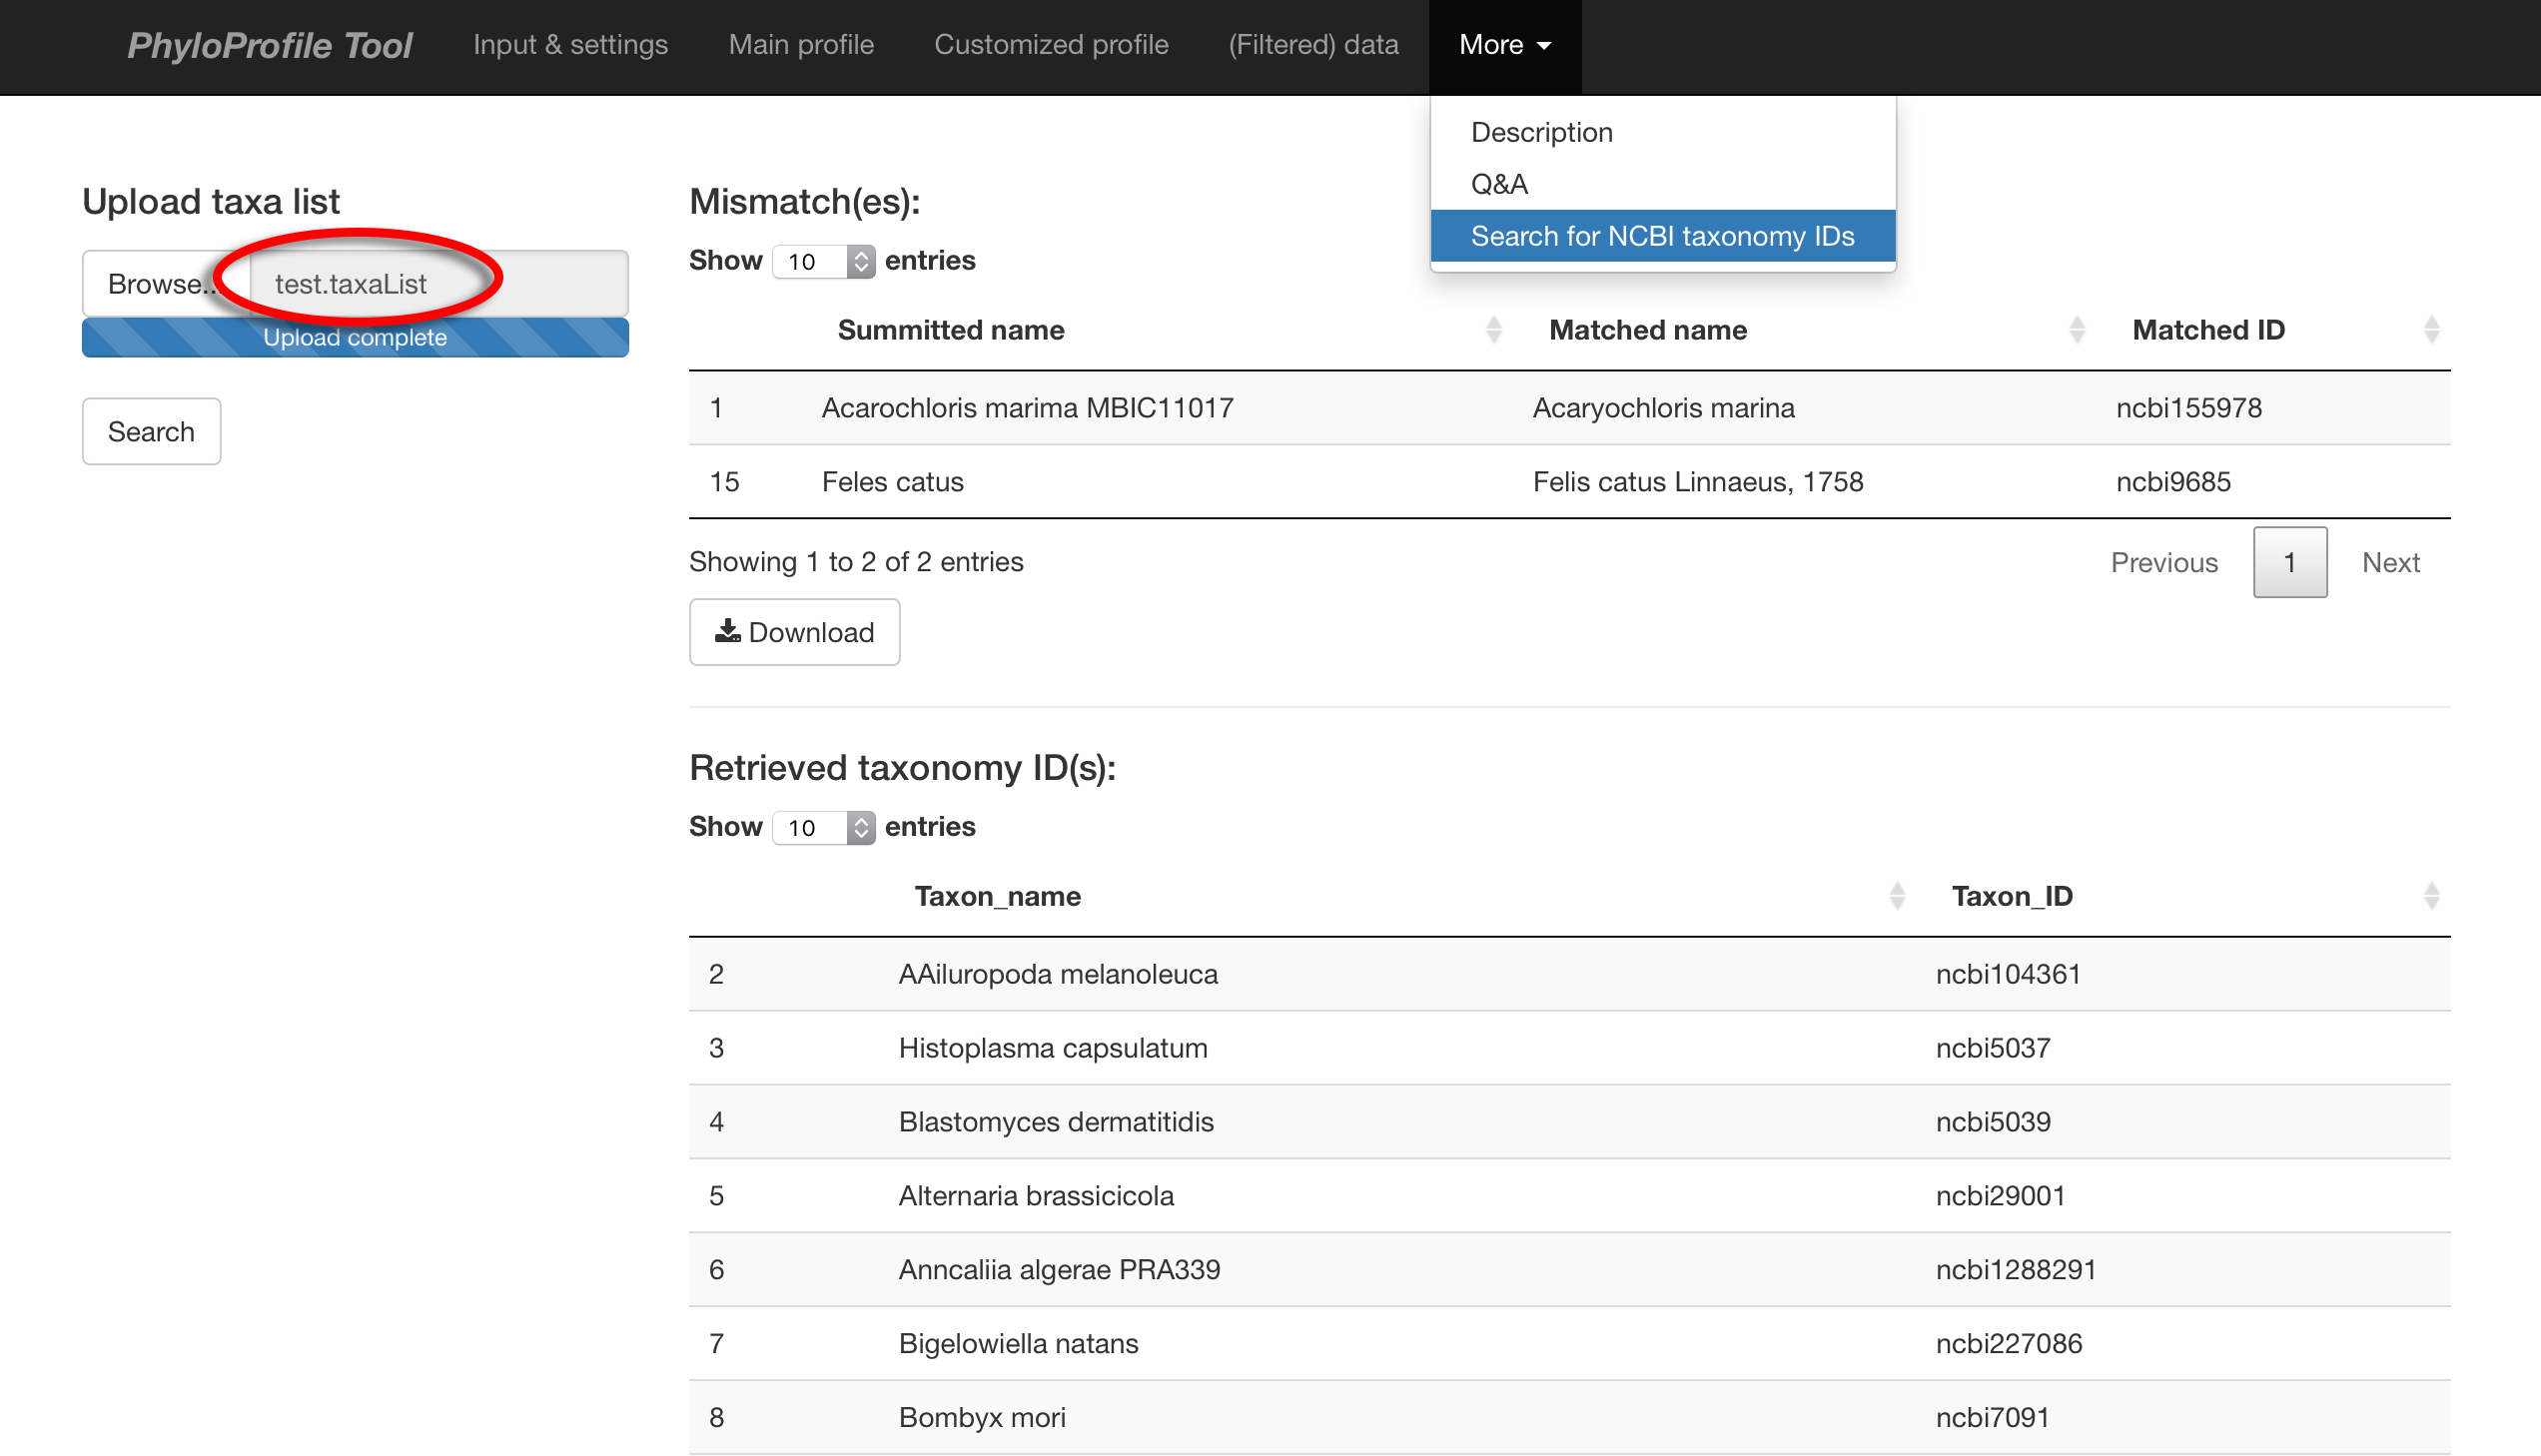 PhyloProfile Tool Input & settings Main profile Customized profile (Filtered) data More
Description
Q&A
Search for NCBI taxonomy IDs
Upload taxa list
Browse... test.taxaList
Upload complete
Search
Mismatch(es):
Show 10 entries
Summitted name Matched name Matched ID
1 Acarochloris marima MBIC11017 Acaryochloris marina ncbi155978
15 Feles catus Felis catus Linnaeus, 1758 ncbi9685
Showing 1 to 2 of 2 entries Previous 1 Next
Download
Retrieved taxonomy ID(s):
Show 10 entries
Taxon_name Taxon_ID
2 AAiluropoda melanoleuca ncbi104361
3 Histoplasma capsulatum ncbi5037
4 Blastomyces dermatitidis ncbi5039
5 Alternaria brassicicola ncbi29001
6 Anncaliia algerae PRA339 ncbi1288291
7 Bigelowiella natans ncbi227086
8 Bombyx mori ncbi7091